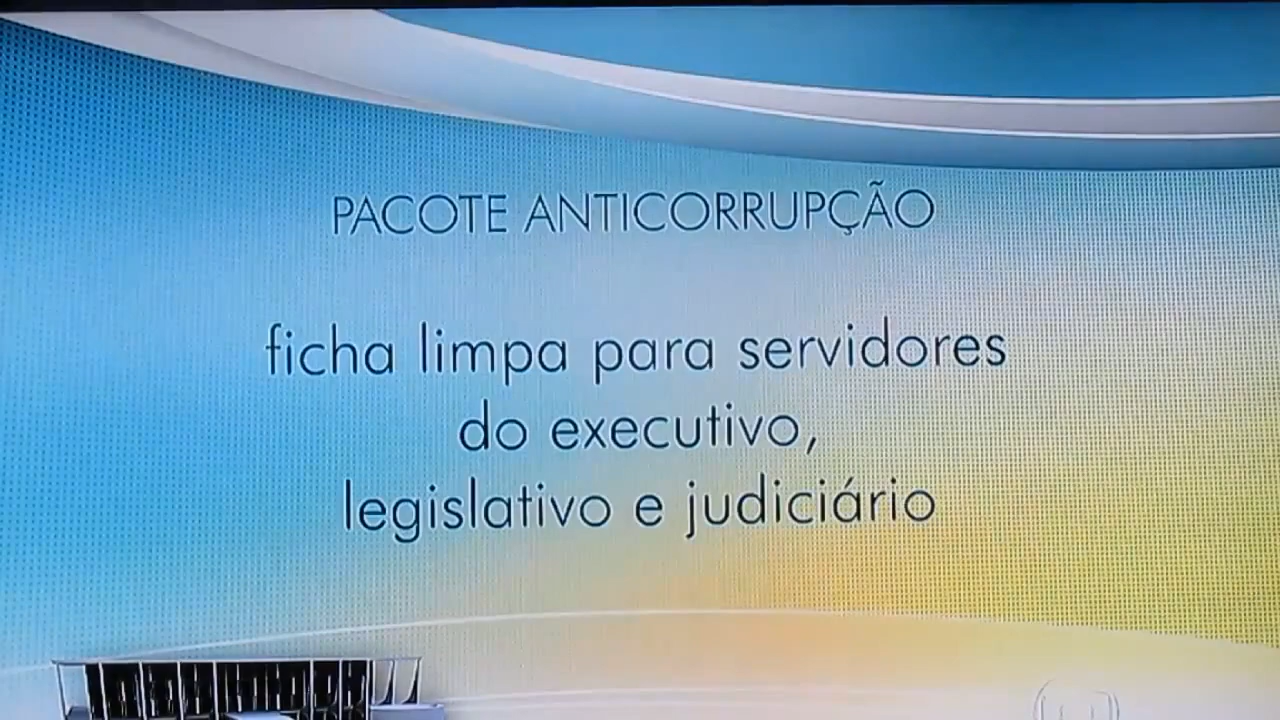 PACOTE ANTICORRUPÇÃO
ficha limpa para servidores
do executivo,
legislativo e judiciário